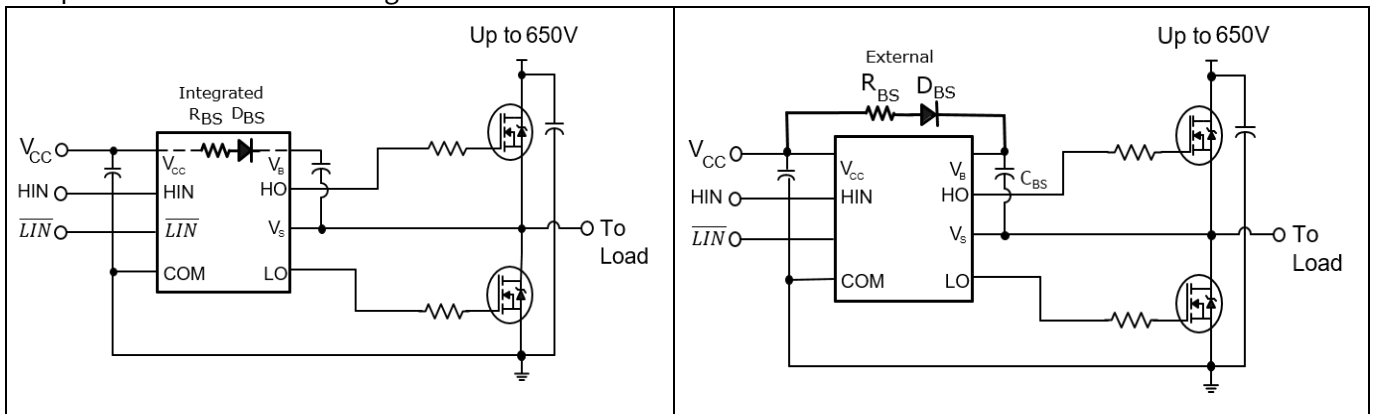 Up to 650V
Integrated
RBS DBS
VCC
VCC
VB
HIN
HIN
HO
LIN
LIN
VS
To
Load
COM
LO
Up to 650V
External
RBS DBS
VCC
VCC
VB
CBS
HIN
HIN
HO
LIN
LIN
VS
To
Load
COM
LO